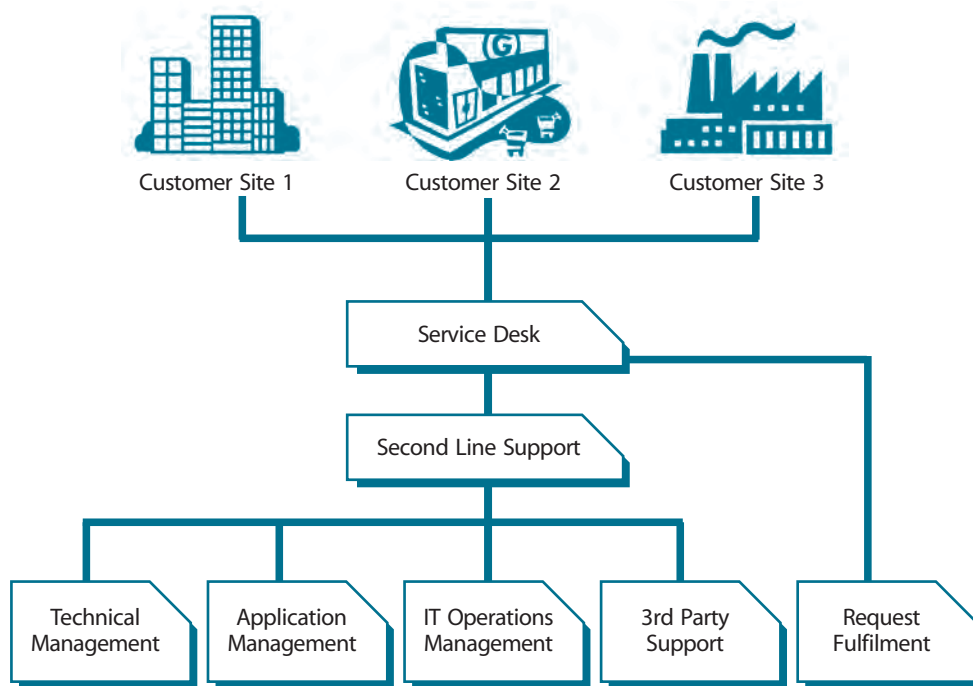 G
Customer Site 1
Customer Site 2
Customer Site 3
Service Desk
Second Line Support
Technical
Management
Application
Management
IT Operations
Management
3rd Party
Support
Request
Fulfilment